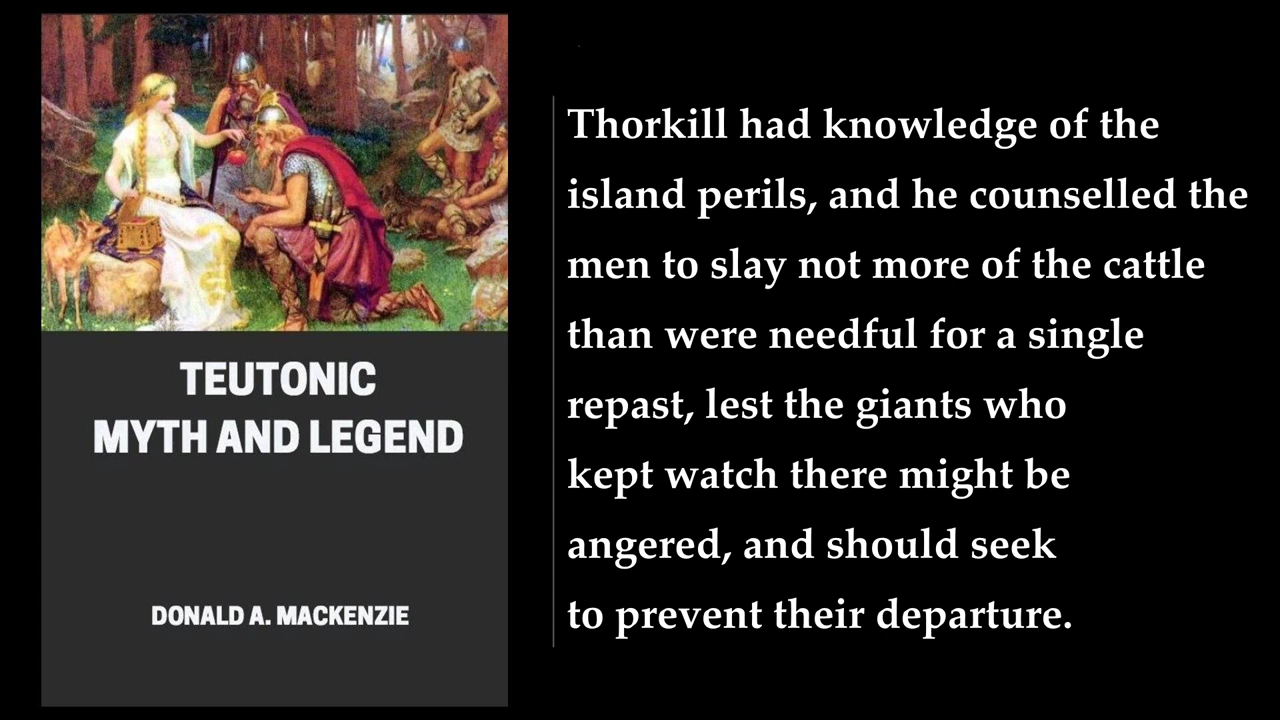 TEUTONIC
MYTH AND LEGEND
DONALD A. MACKENZIE
Thorkill had knowledge of the
island perils, and he counselled the
men to slay not more of the cattle
than were needful for a single
repast, lest the giants who
kept watch there might be
angered, and should seek
to prevent their departure.